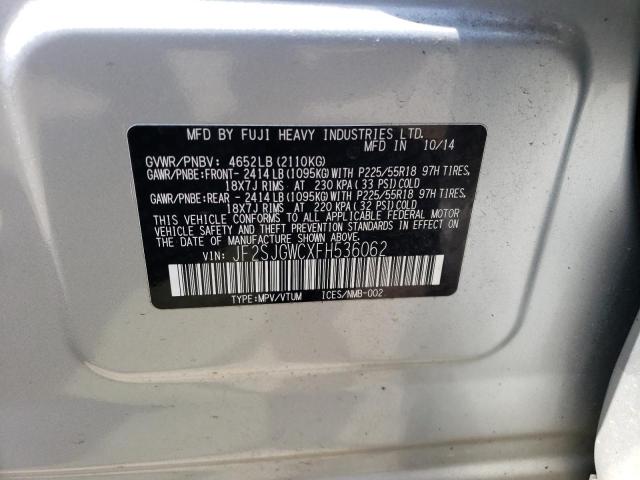 MFD BY FUJI HEAVY INDUSTRIES LTD.
MFD IN 10/14
GVWR/PNBV: 4652LB (2110KG)
GAWR/PNBE:FRONT- 2414 LB (1095KG) WITH P225/55R18 97H TIRES,
18X7J RIMS AT 230 KPA (33 PSI) COLD
GAWR/PNBE:REAR - 2414 LB (1095KG) WITH P225/55R18 97H TIRES,
18X7J RIMS AT 220 KPA (32 PSI) COLD
THIS VEHICLE CONFORMS TO ALL APPLICABLE FEDERAL MOTOR
VEHICLE SAFETY AND THEFT PREVENTION STANDARDS IN EFFECT
ON THE DATE OF MANUFACTURE SHOWN ABOVE.
VIN: JF2SJGWCXFH536062
TYPE:MPV/VTUM ICES/NMB-002